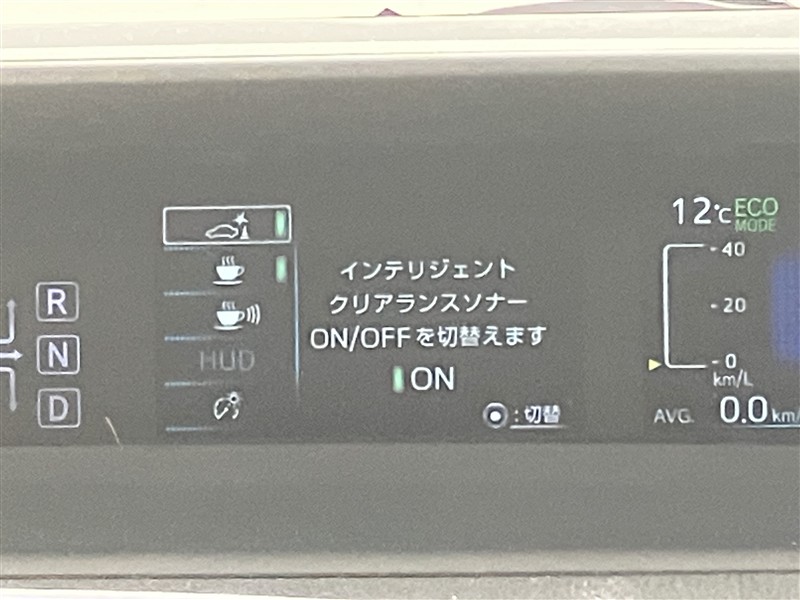 R
N
D
HUD
インテリジェント
クリアランスソナー
ON/OFFを切替えます
ON
:切替
12℃
ECO
MODE
40
20
0
km/L
AVG. 0.0 km/